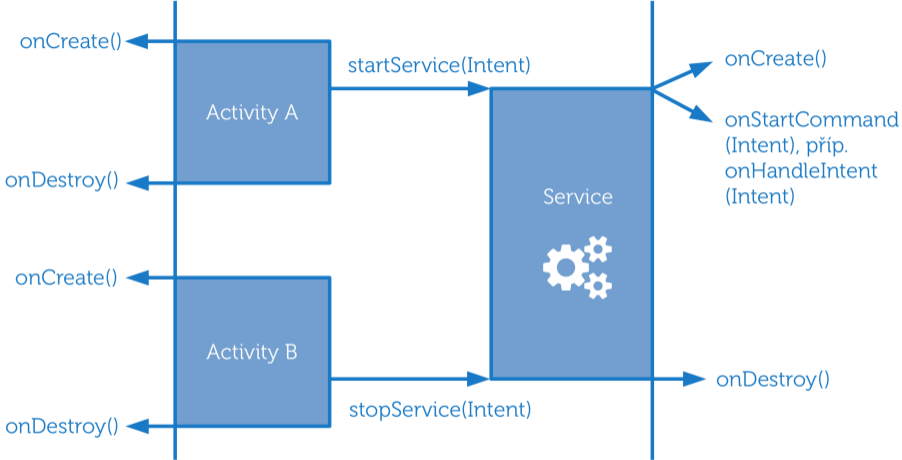 onCreate()
startService(Intent)
onCreate()
Activity A
onStartCommand
(Intent), příp.
onHandleIntent
(Intent)
onDestroy()
Service
onCreate()
Activity B
onDestroy()
stopService(Intent)
onDestroy()